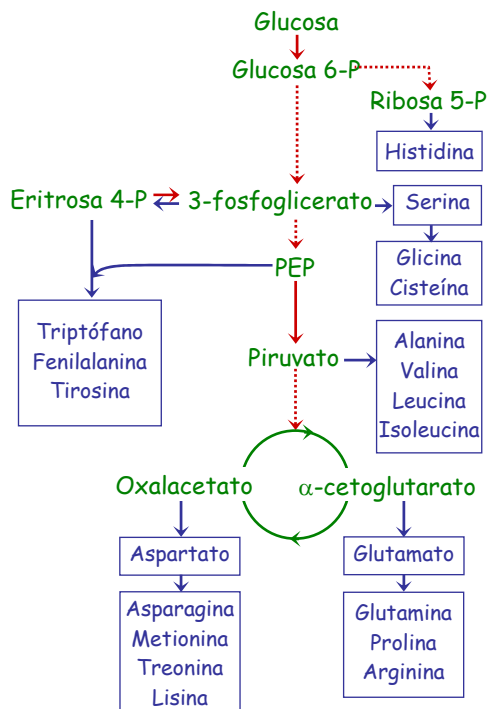 Glucosa
Glucosa 6-P
Ribosa 5-P
Histidina
Eritrosa 4-P
3-fosfoglicerato
Serina
Glicina
Cisteína
PEP
Triptófano
Fenilalanina
Tirosina
Piruvato
Alanina
Valina
Leucina
Isoleucina
Oxalacetato
α-cetoglutarato
Aspartato
Glutamato
Asparagina
Metionina
Treonina
Lisina
Glutamina
Prolina
Arginina